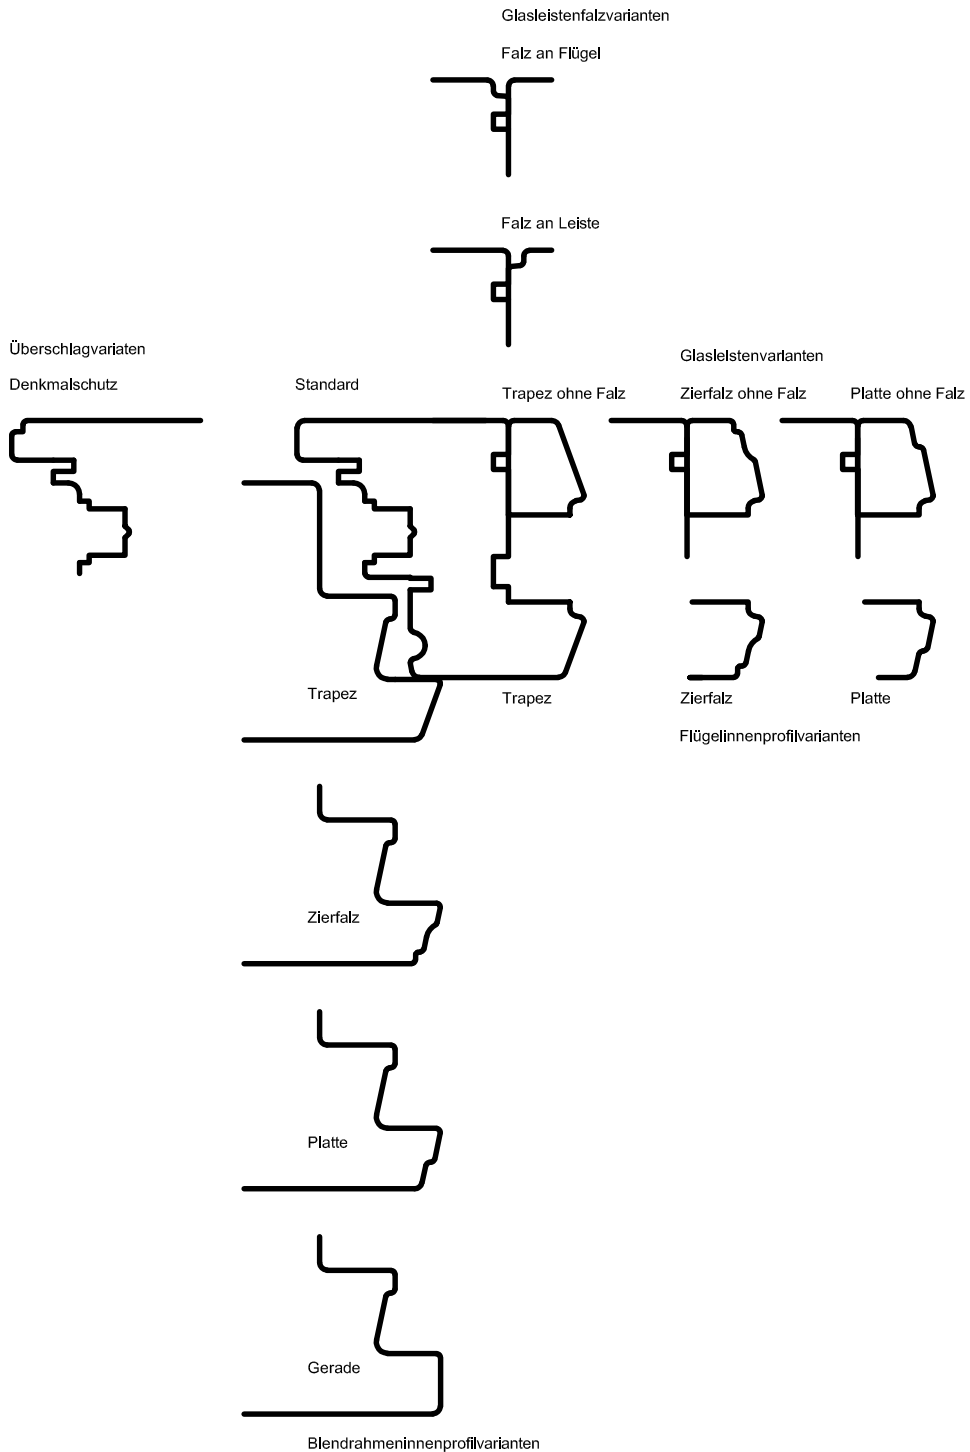 Glasleistenfalzvarianten
Falz an Flügel
Falz an Leiste
Überschlagvariaten
Glasleistenvarianten
Denkmalschutz
Standard
Trapez ohne Falz
Zierfalz ohne Falz
Platte ohne Falz
Trapez
Trapez
Zierfalz
Platte
Flügelinnenprofilvarianten
Zierfalz
Platte
Gerade
Blendrahmeninnenprofilvarianten